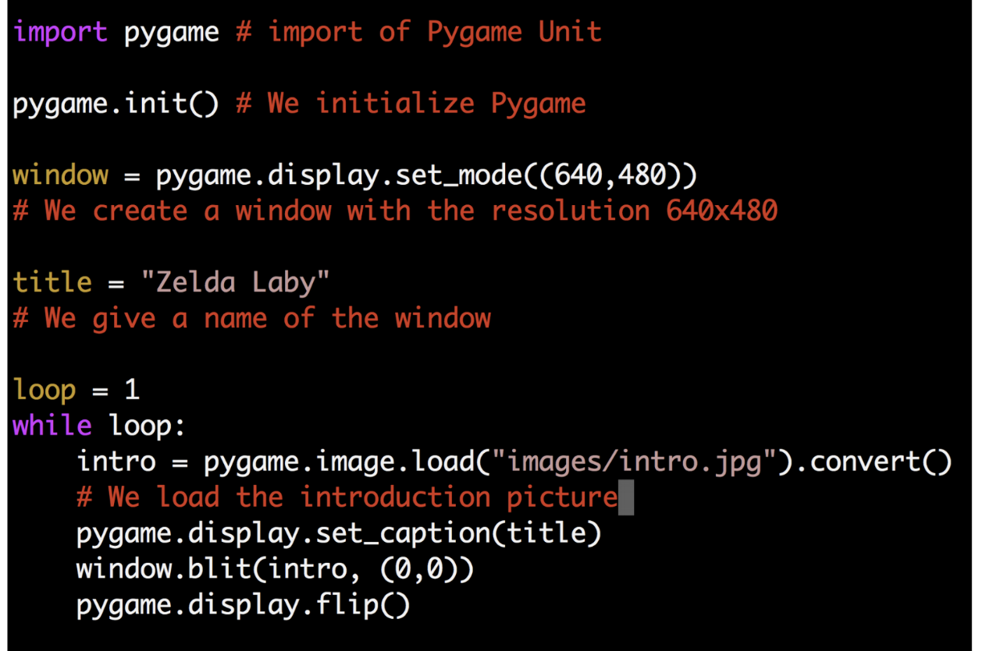 import pygame # import of Pygame Unit
pygame.init() # We initialize Pygame
window = pygame.display.set_mode((640,480))
# We create a window with the resolution 640x480
title = "Zelda Laby"
# We give a name of the window
loop = 1
while loop:
    intro = pygame.image.load("images/intro.jpg").convert()
    # We load the introduction picture
    pygame.display.set_caption(title)
    window.blit(intro, (0,0))
    pygame.display.flip()